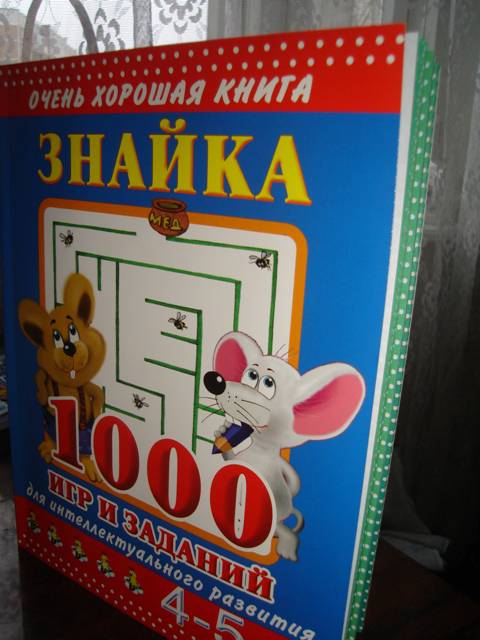 ОЧЕНЬ ХОРОШАЯ КНИГА
ЗНАЙКА
МЁД
1000
ИГР И ЗАДАНИЙ
для интеллектуального развития
4-5